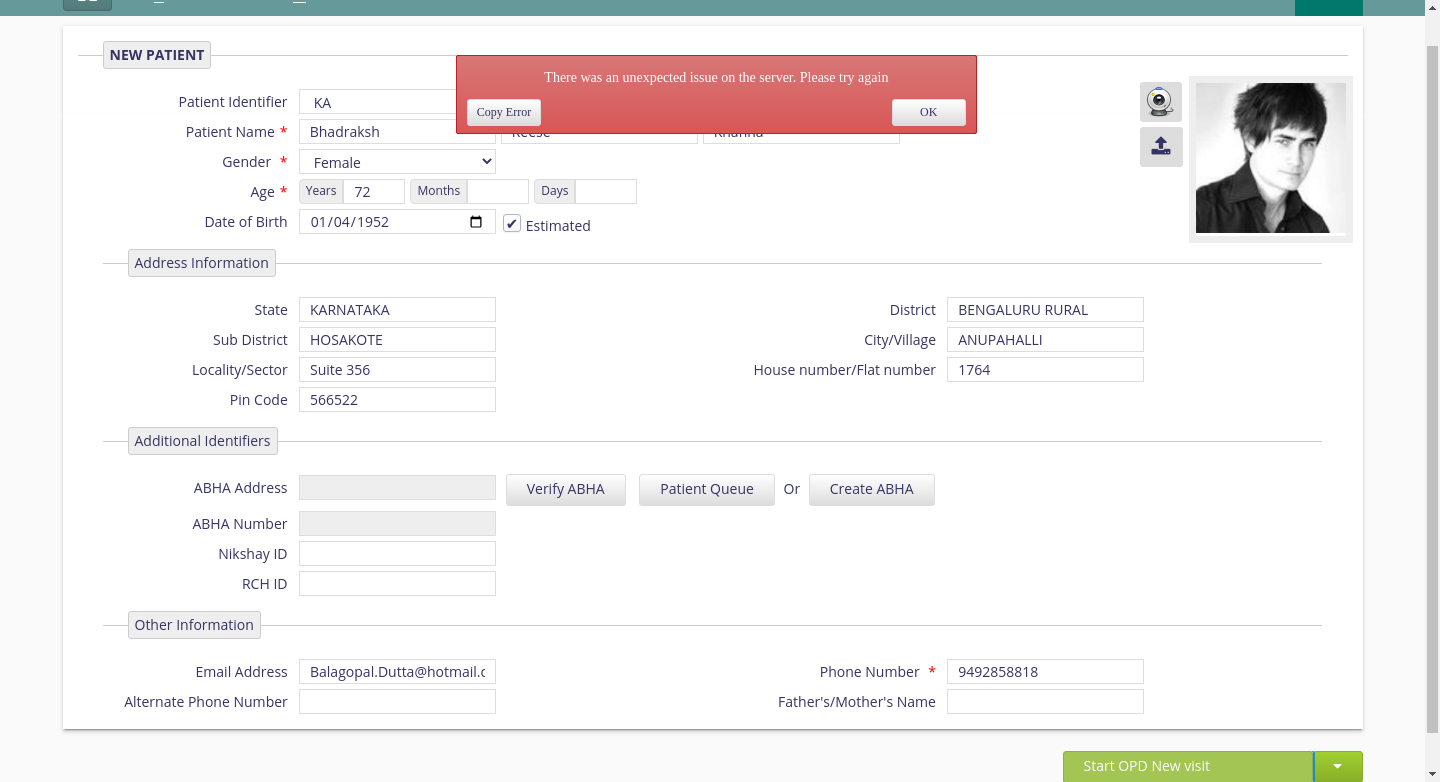 NEW PATIENT
There was an unexpected issue on the server. Please try again
Copy Error OK
Patient Identifier KA
Patient Name * Bhadraksh Reese Khanna
Gender * Female
Age * Years 72 Months Days
Date of Birth 01/04/1952 Estimated
Address Information
State KARNATAKA District BENGALURU RURAL
Sub District HOSAKOTE City/Village ANUPAHALLI
Locality/Sector Suite 356 House number/Flat number 1764
Pin Code 566522
Additional Identifiers
ABHA Address Verify ABHA Patient Queue Or Create ABHA
ABHA Number
Nikshay ID
RCH ID
Other Information
Email Address Balagopal.Dutta@hotmail.c Phone Number * 9492858818
Alternate Phone Number Father's/Mother's Name
Start OPD New visit